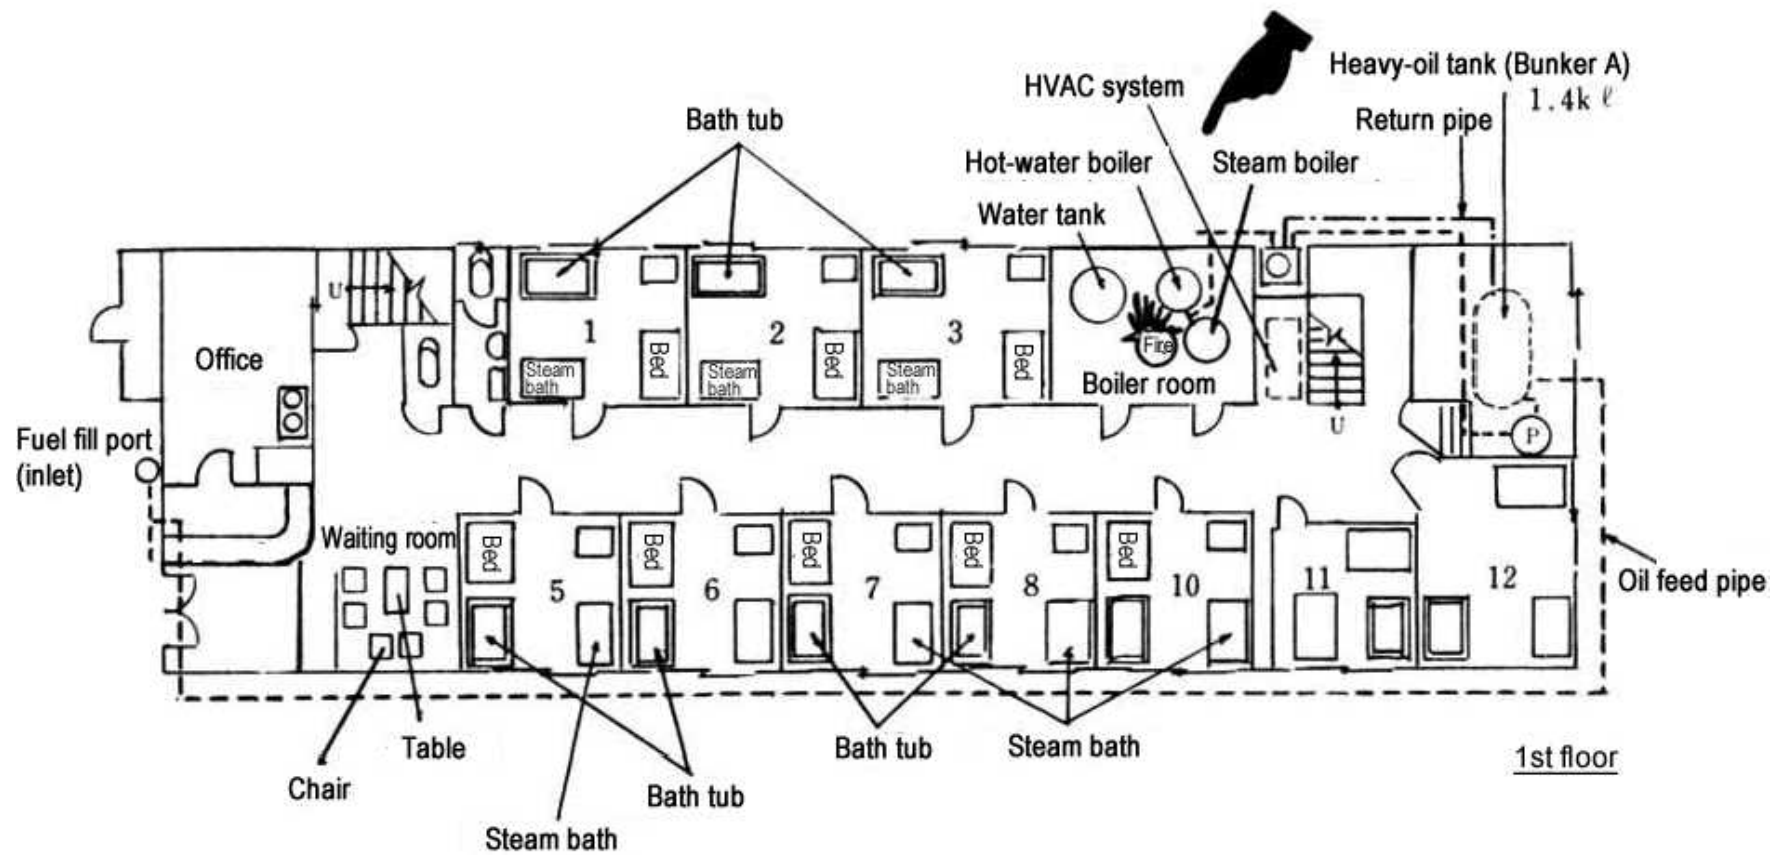 Heavy-oil tank (Bunker A)
1.4k ℓ
HVAC system
Return pipe
Bath tub
Hot-water boiler
Steam boiler
Water tank
U
Office
1
2
3
Steam
bath
Bed
Steam
bath
Bed
Steam
bath
Bed
Fire
Boiler room
U
P
Fuel fill port
(inlet)
Waiting room
Bed
5
Bed
6
Bed
7
Bed
8
Bed
10
11
12
Oil feed pipe
Table
Chair
Bath tub
Steam bath
Bath tub
Steam bath
1st floor